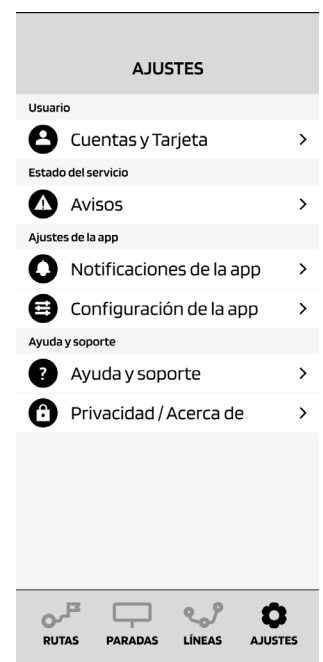 AJUSTES
Usuario
Cuentas y Tarjeta
Estado del servicio
Avisos
Ajustes de la app
Notificaciones de la app
Configuración de la app
Ayuda y soporte
? Ayuda y soporte
Privacidad / Acerca de
RUTAS PARADAS LÍNEAS AJUSTES